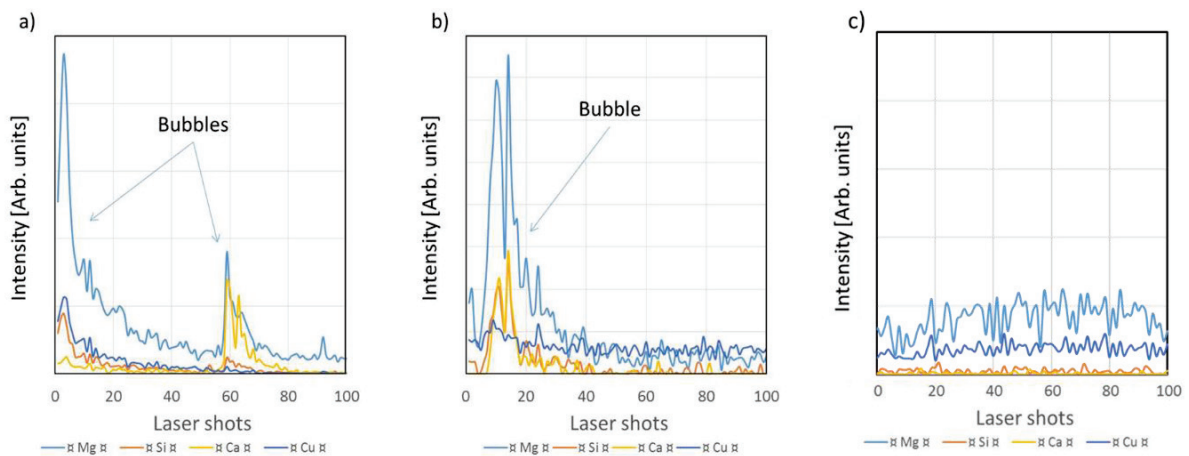 a)
Intensity [Arb. units]
Bubbles
0 20 40 60 80 100
Laser shots
¤ Mg ¤ ¤ Si ¤ ¤ Ca ¤ ¤ Cu ¤
b)
Intensity [Arb. units]
Bubble
0 20 40 60 80 100
Laser shots
¤ Mg ¤ ¤ Si ¤ ¤ Ca ¤ ¤ Cu ¤
c)
Intensity [Arb. units]
0 20 40 60 80 100
Laser shots
¤ Mg ¤ ¤ Si ¤ ¤ Ca ¤ ¤ Cu ¤